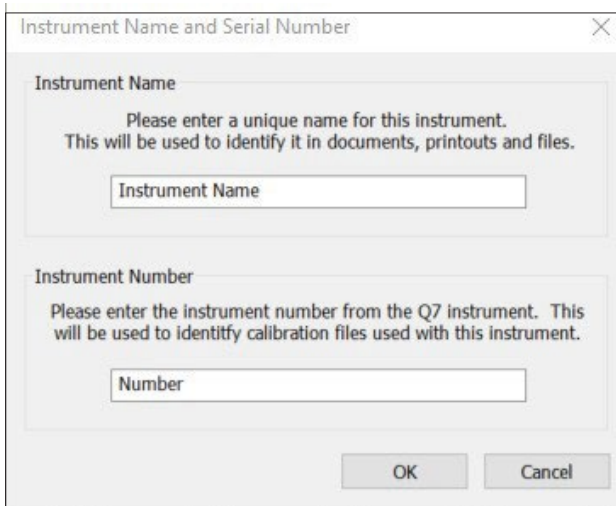 Instrument Name and Serial Number
Instrument Name
Please enter a unique name for this instrument.
This will be used to identify it in documents, printouts and files.
Instrument Name
Instrument Number
Please enter the instrument number from the Q7 instrument.  This
will be used to identitfy calibration files used with this instrument.
Number
OK Cancel